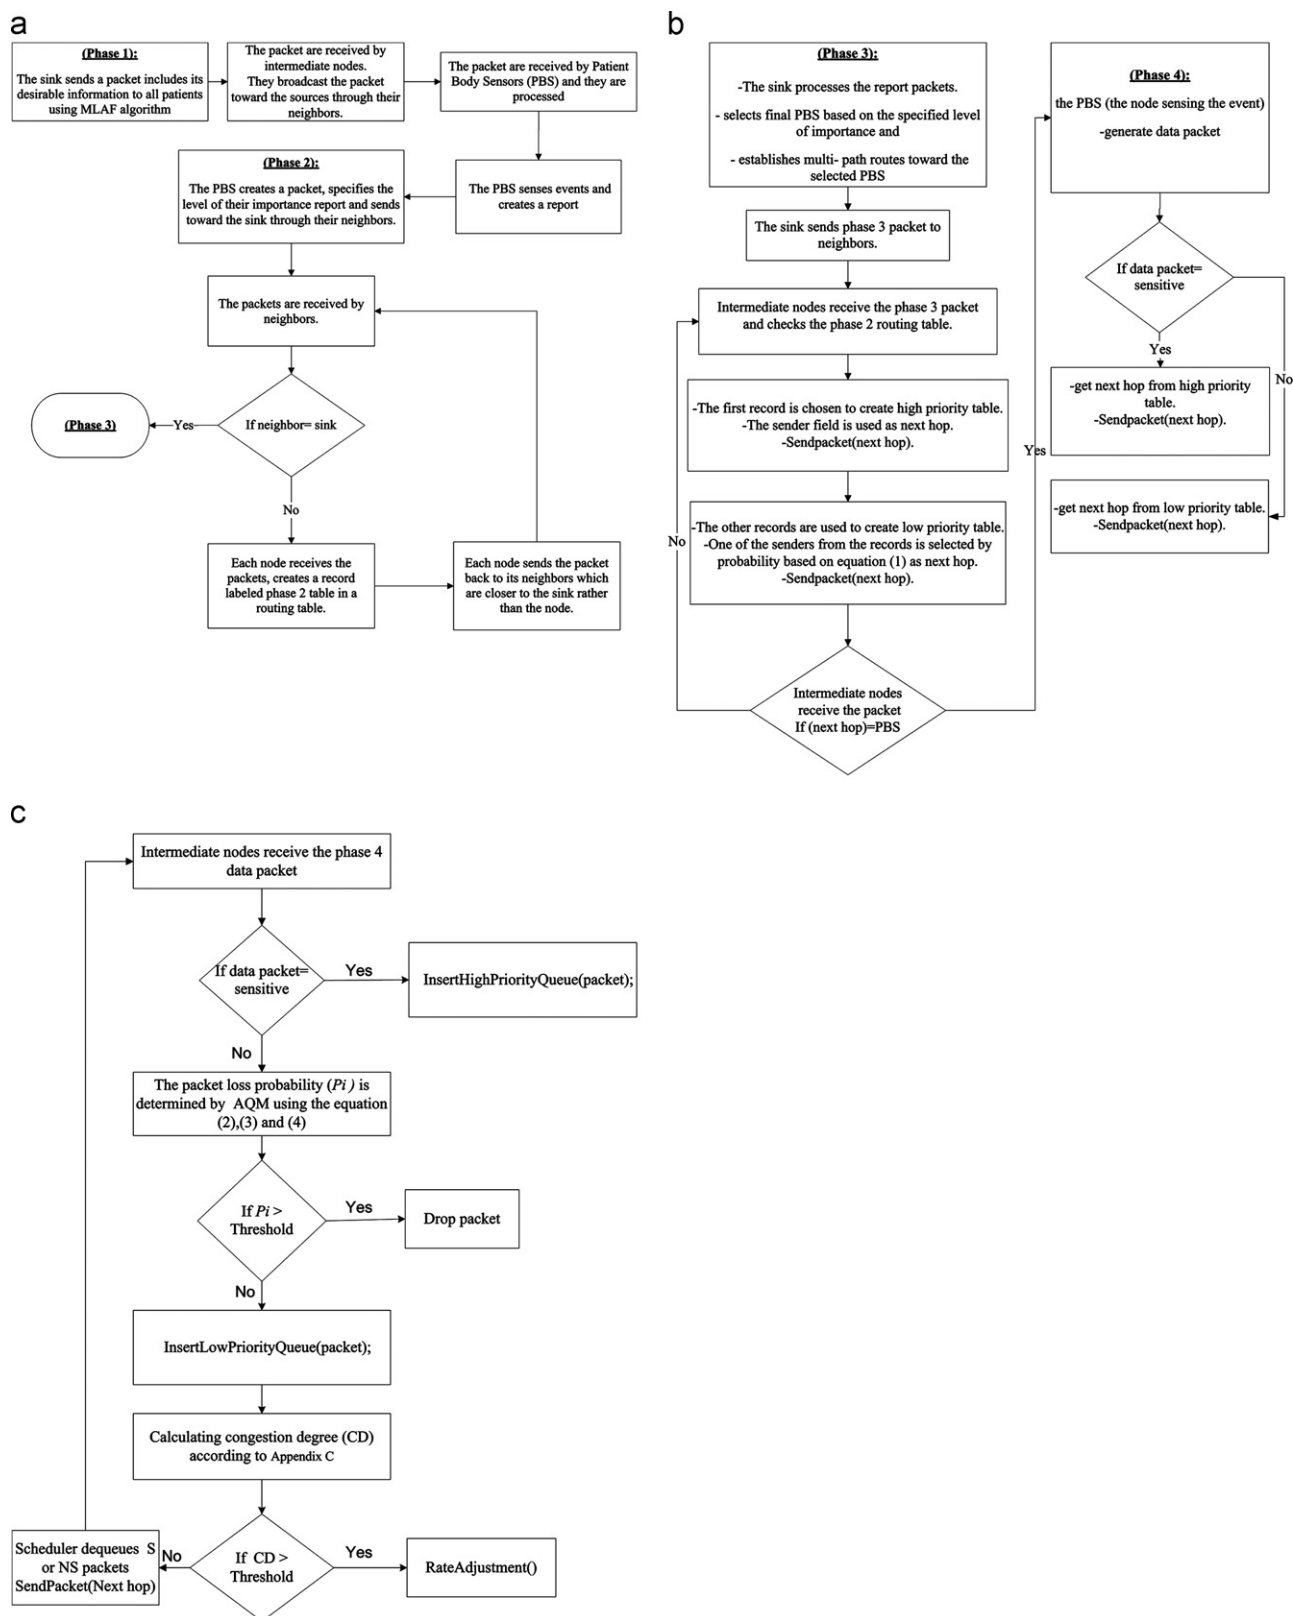 a
(Phase 1):
The sink sends a packet includes its
desirable information to all patients
using MLAF algorithm
The packet are received by
intermediate nodes.
They broadcast the packet
toward the sources through their
neighbors.
The packet are received by Patient
Body Sensors (PBS) and they are
processed
The PBS senses events and
creates a report
(Phase 2):
The PBS creates a packet, specifies the
level of their importance report and sends
toward the sink through their neighbors.
The packets are received by
neighbors.
If neighbor= sink
Yes
(Phase 3)
No
Each node receives the
packets, creates a record
labeled phase 2 table in a
routing table.
Each node sends the packet
back to its neighbors which
are closer to the sink rather
than the node.
b
(Phase 3):
-The sink processes the report packets.
- selects final PBS based on the specified level
of importance and
- establishes multi- path routes toward the
selected PBS
The sink sends phase 3 packet to
neighbors.
Intermediate nodes receive the phase 3 packet
and checks the phase 2 routing table.
-The first record is chosen to create high priority table.
-The sender field is used as next hop.
-Sendpacket(next hop).
-The other records are used to create low priority table.
-One of the senders from the records is selected by
probability based on equation (1) as next hop.
-Sendpacket(next hop).
No
Intermediate nodes
receive the packet
If (next hop)=PBS
Yes
(Phase 4):
the PBS (the node sensing the event)
-generate data packet
If data packet=
sensitive
Yes
No
-get next hop from high priority
table.
-Sendpacket(next hop).
-get next hop from low priority table.
-Sendpacket(next hop).
c
Intermediate nodes receive the phase 4
data packet
If data packet=
sensitive
Yes
InsertHighPriorityQueue(packet);
No
The packet loss probability (Pi ) is
determined by AQM using the equation
(2),(3) and (4)
If Pi >
Threshold
Yes
Drop packet
No
InsertLowPriorityQueue(packet);
Calculating congestion degree (CD)
according to Appendix C
If CD >
Threshold
Yes
RateAdjustment()
No
Scheduler dequeues S
or NS packets
SendPacket(Next hop)